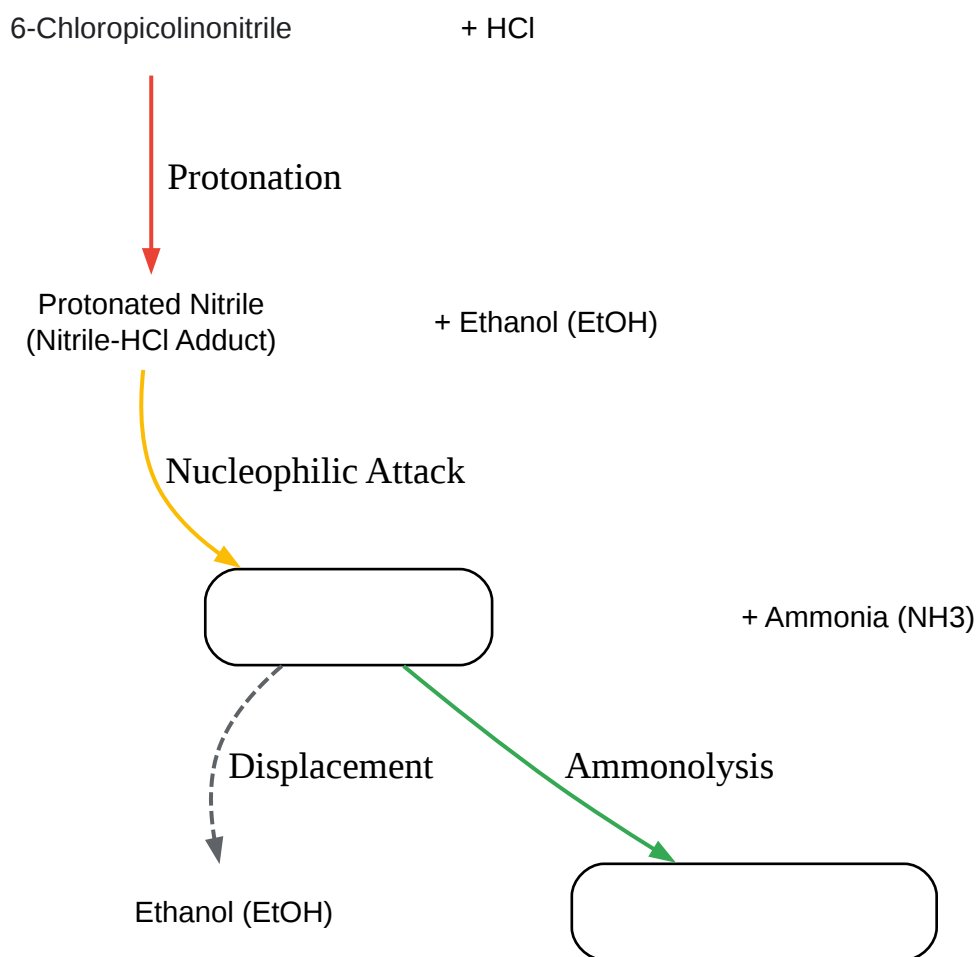 6-Chloropicolinonitrile
+ HCl
Protonation
Protonated Nitrile
(Nitrile-HCl Adduct)
+ Ethanol (EtOH)
Nucleophilic Attack
+ Ammonia (NH3)
Displacement
Ammonolysis
Ethanol (EtOH)